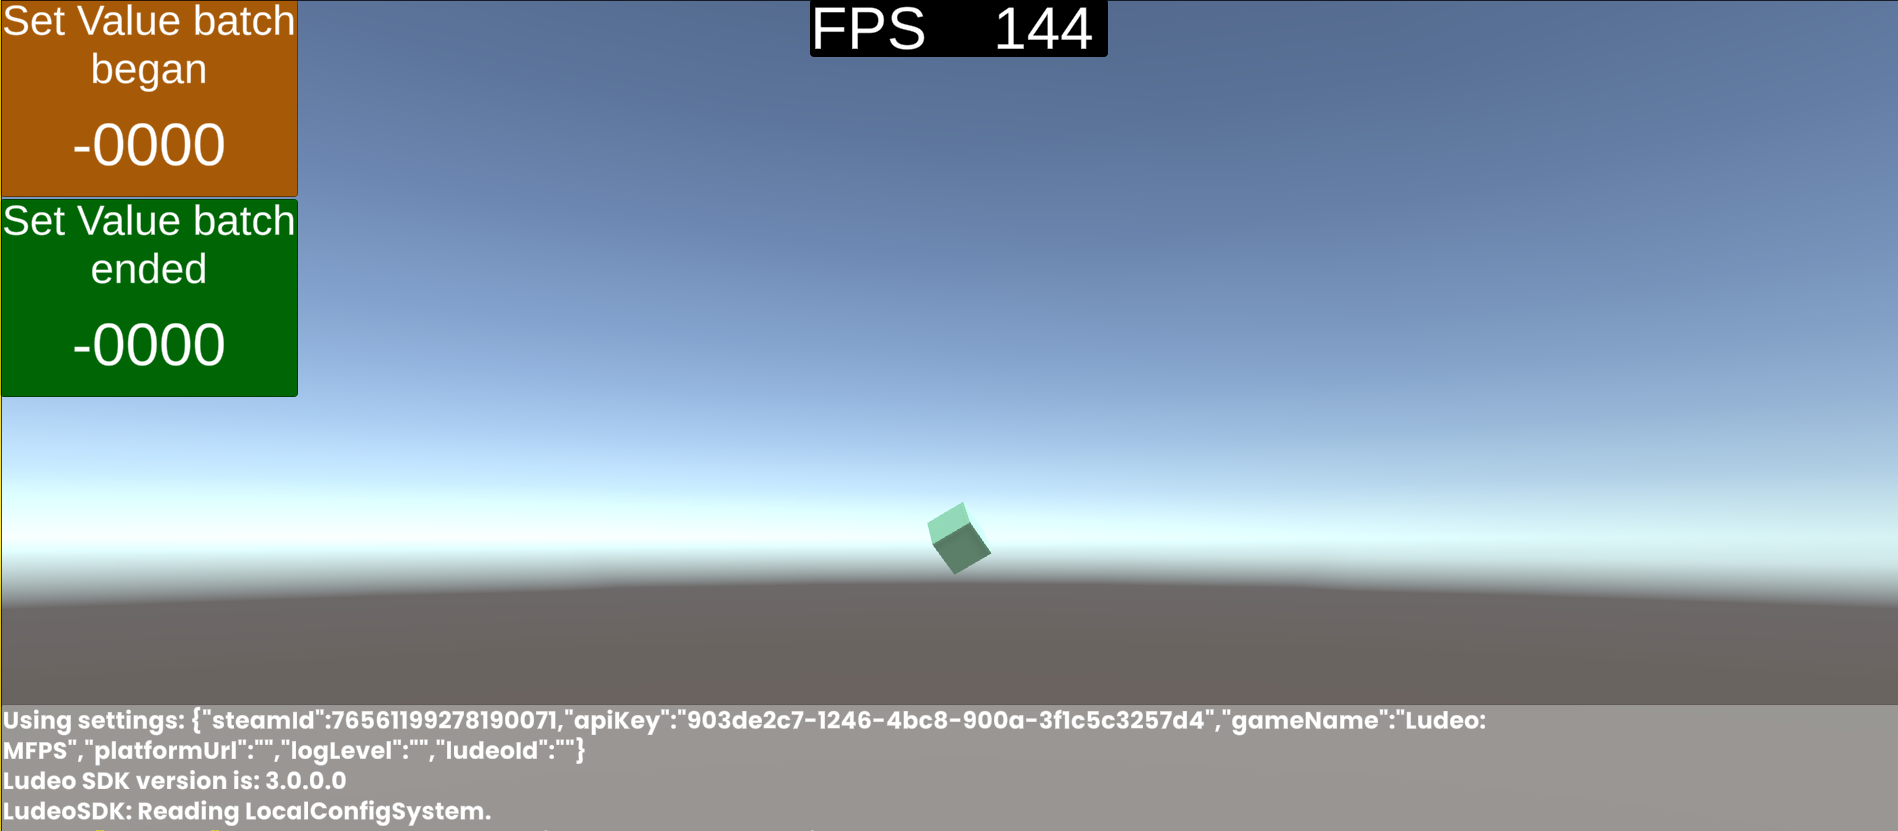 Set Value batch
began
-0000
FPS 144
Set Value batch
ended
-0000
Using settings: {"steamId":76561199278190071,"apiKey":"903de2c7-1246-4bc8-900a-3f1c5c3257d4","gameName":"Ludeo:
MFPS","platformUrl":"","logLevel":"","ludeoId":""}
Ludeo SDK version is: 3.0.0.0
LudeoSDK: Reading LocalConfigSystem.